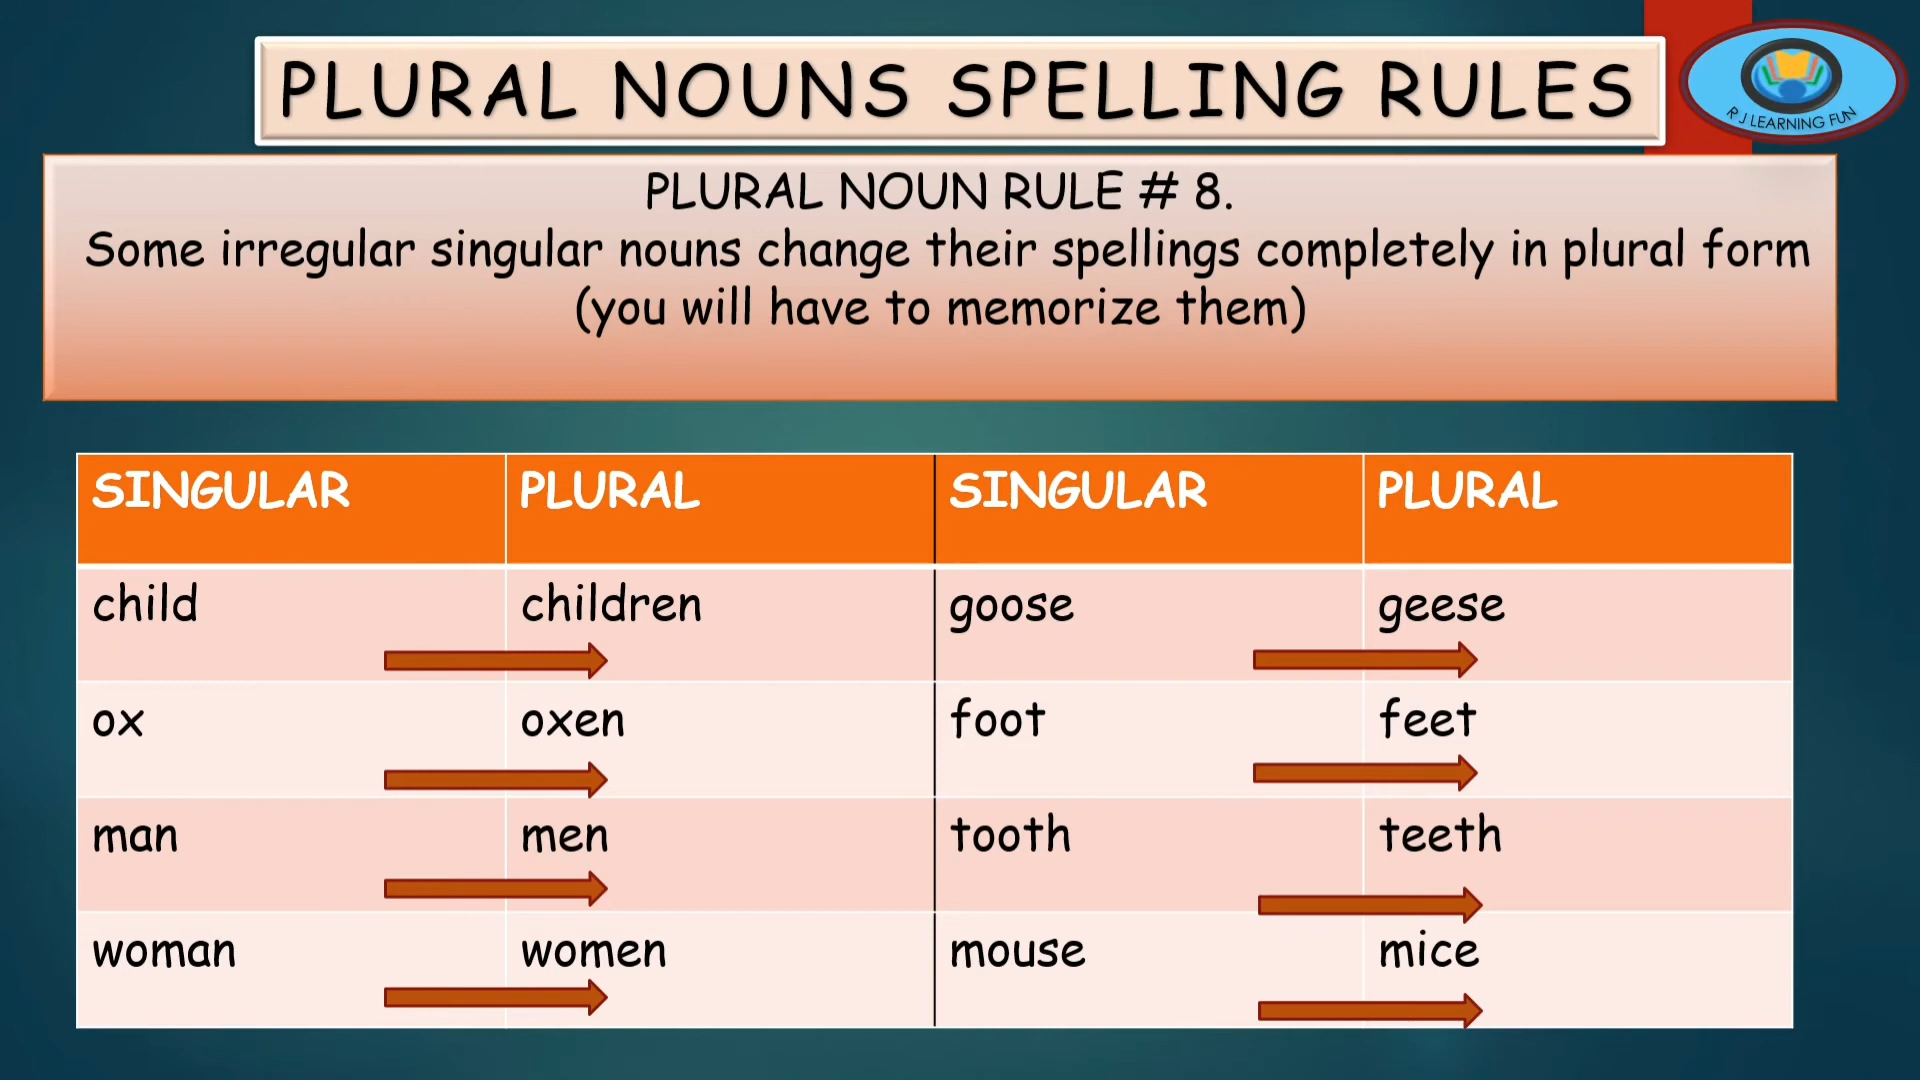 PLURAL NOUNS SPELLING RULES
R J LEARNING FUN
PLURAL NOUN RULE # 8.
Some irregular singular nouns change their spellings completely in plural form
(you will have to memorize them)
SINGULAR PLURAL SINGULAR PLURAL
child children goose geese
ox oxen foot feet
man men tooth teeth
woman women mouse mice